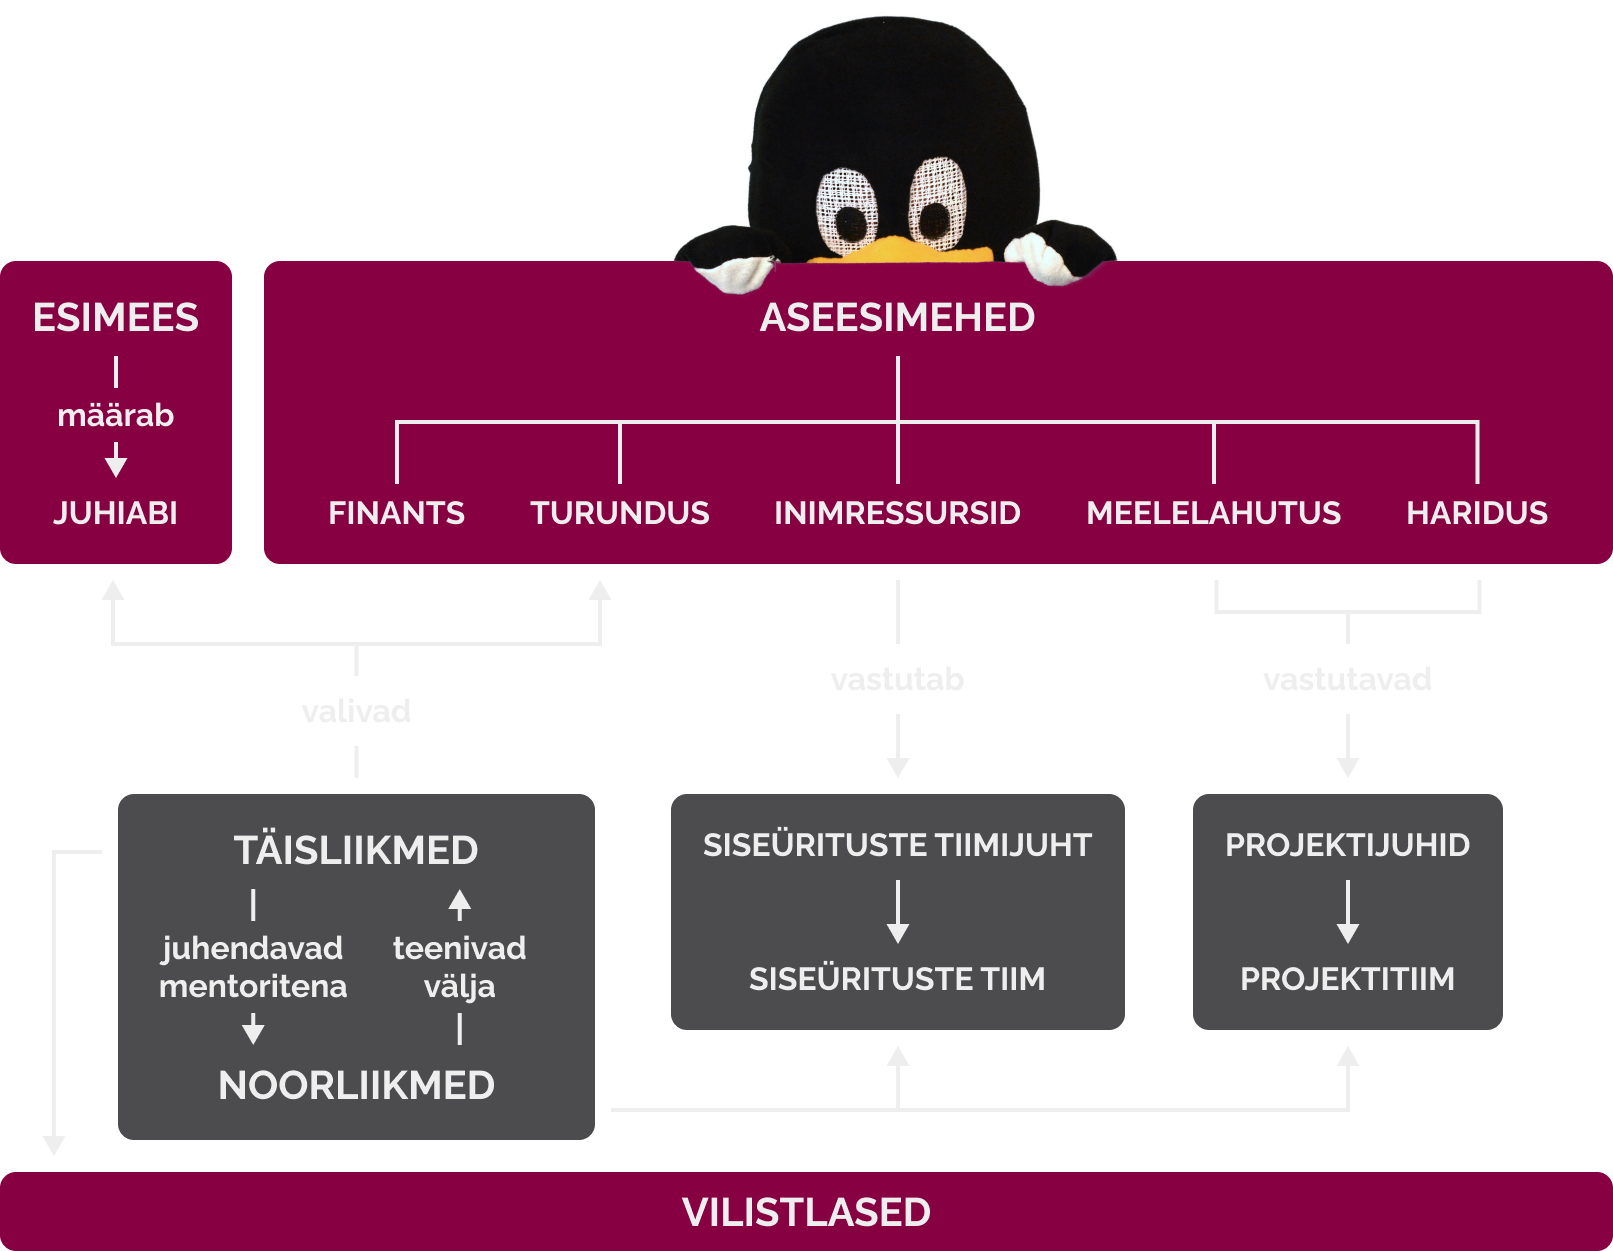 ESIMEES
määrab
JUHIABI
ASEESIMEHED
FINANTS
TURUNDUS
INIMRESSURSID
MEELELAHUTUS
HARIDUS
valivad
vastutab
vastutavad
TÄISLIIKMED
juhendavad
mentoritena
teenivad
välja
NOORLIIKMED
SISEÜRITUSTE TIIMIJUHT
SISEÜRITUSTE TIIM
PROJEKTIJUHID
PROJEKTITIIM
VILISTLASED